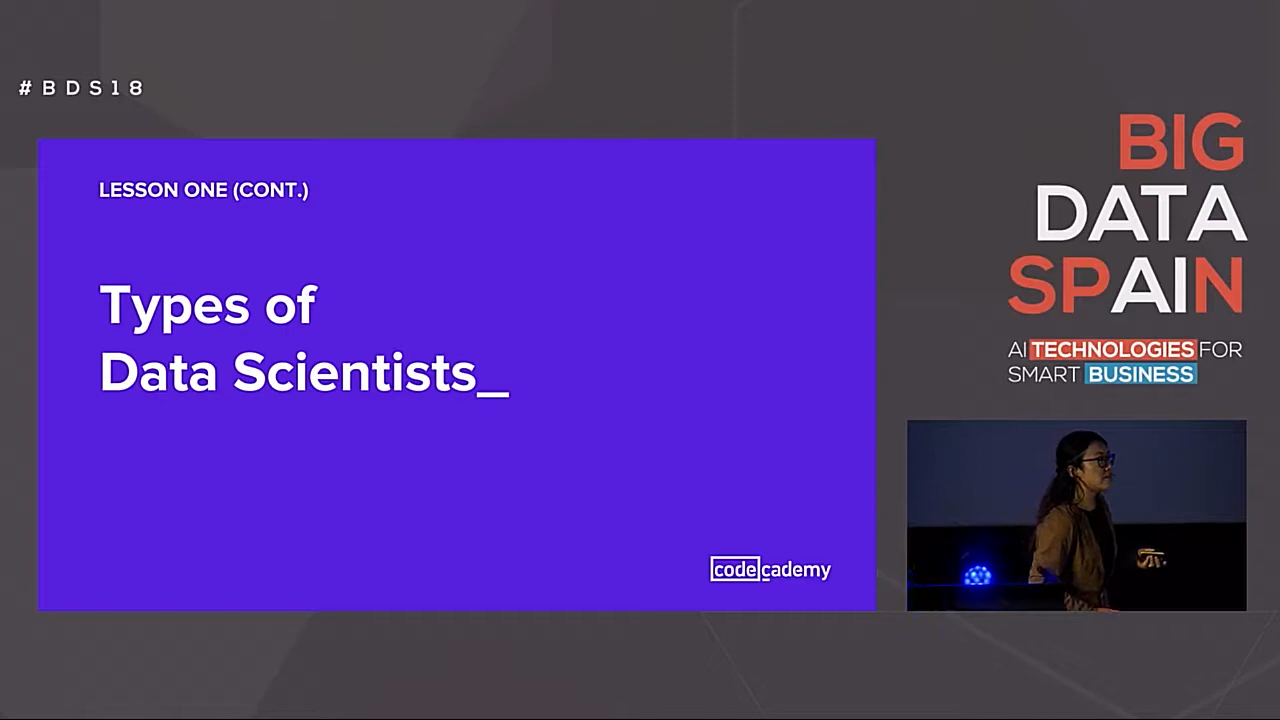 #BDS18
LESSON ONE (CONT.)
Types of
Data Scientists_
codecademy
BIG
DATA
SPAIN
AI TECHNOLOGIES FOR
SMART BUSINESS